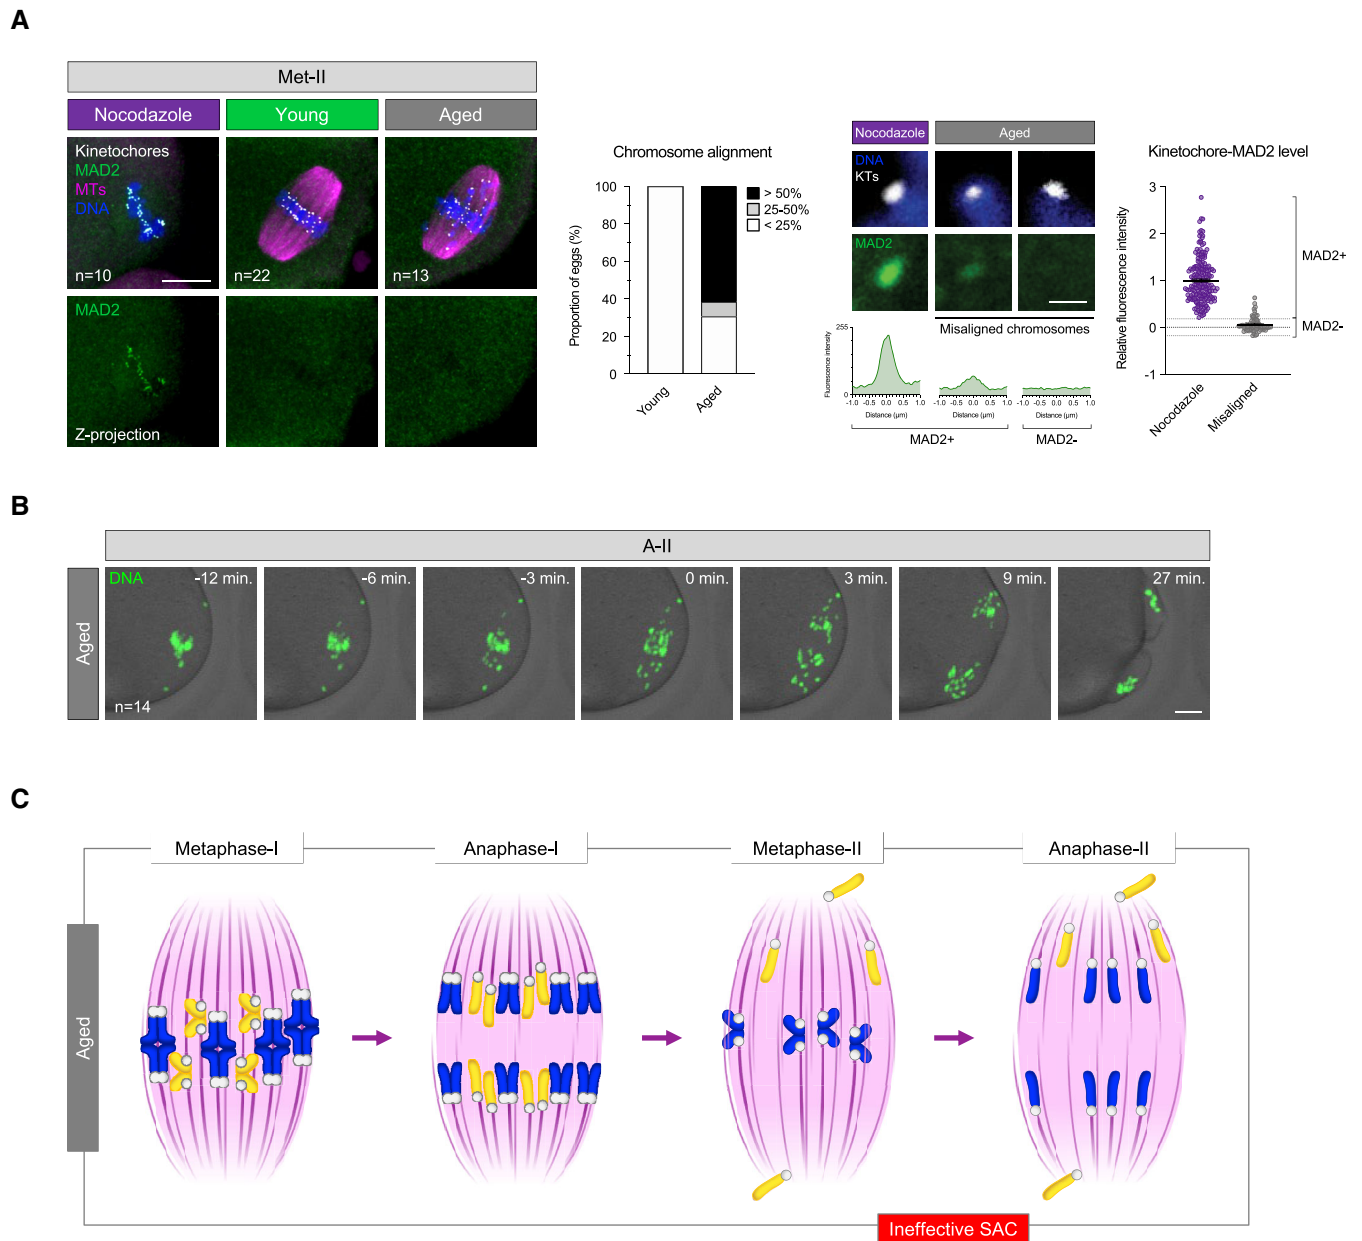 A
Met-II
Nocodazole
Young
Aged
Kinetochores
MAD2
MTs
DNA
n=10
n=22
n=13
MAD2
Z-projection
Chromosome alignment
Proportion of eggs (%)
100
80
60
40
20
0
Young
Aged
> 50%
25-50%
< 25%
Nocodazole
Aged
DNA
KTs
MAD2
Misaligned chromosomes
Fluorescence intensity
255
0
-1.0 -0.5 0.0 0.5 1.0
-1.0 -0.5 0.0 0.5 1.0
-1.0 -0.5 0.0 0.5 1.0
Distance (µm)
Distance (µm)
Distance (µm)
MAD2+
MAD2-
Kinetochore-MAD2 level
Relative fluorescence intensity
3
2
1
0
-1
Nocodazole
Misaligned
MAD2+
MAD2-
B
A-II
Aged
DNA
-12 min.
-6 min.
-3 min.
0 min.
3 min.
9 min.
27 min.
n=14
C
Metaphase-I
Anaphase-I
Metaphase-II
Anaphase-II
Aged
Ineffective SAC